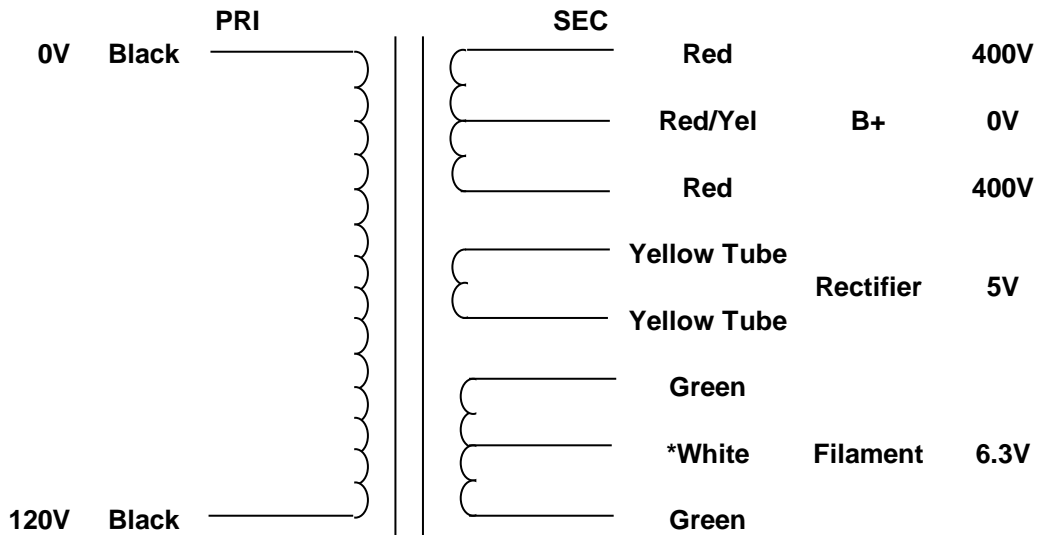 PRI SEC
0V Black Red 400V
Red/Yel B+ 0V
Red 400V
Yellow Tube
Rectifier 5V
Yellow Tube
Green
*White Filament 6.3V
120V Black Green